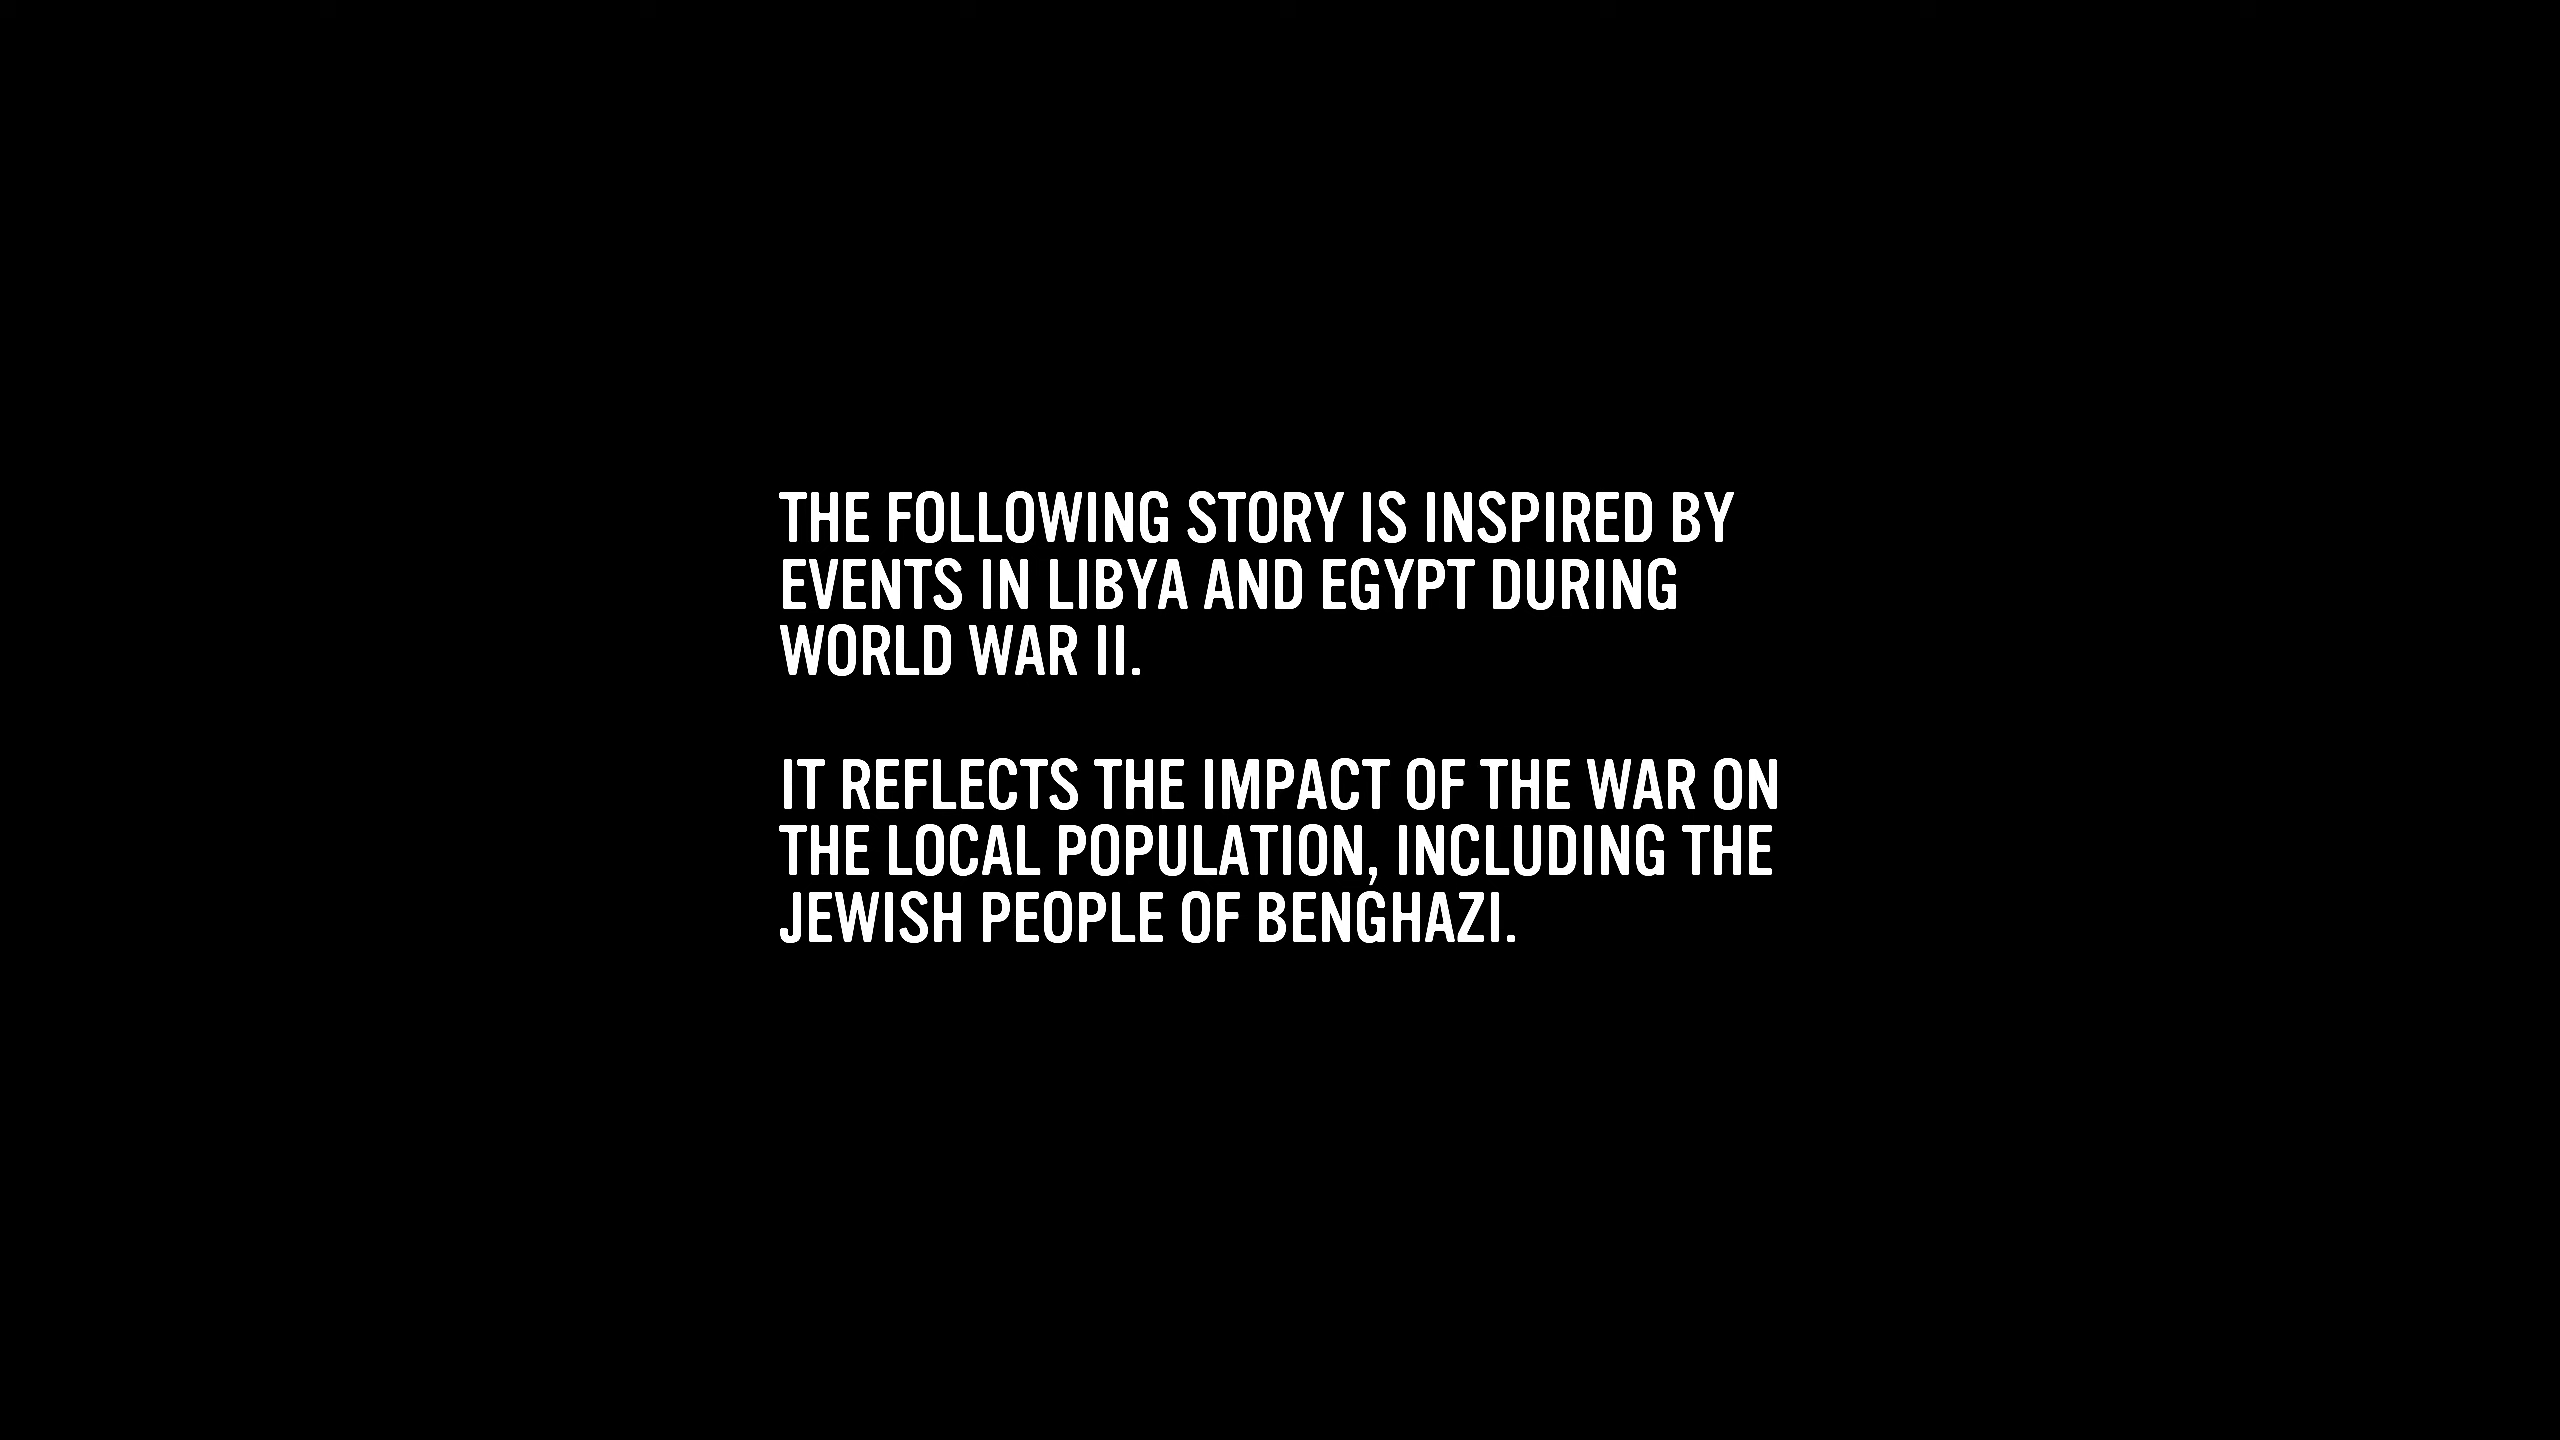 THE FOLLOWING STORY IS INSPIRED BY
EVENTS IN LIBYA AND EGYPT DURING
WORLD WAR II.
IT REFLECTS THE IMPACT OF THE WAR ON
THE LOCAL POPULATION, INCLUDING THE
JEWISH PEOPLE OF BENGHAZI.